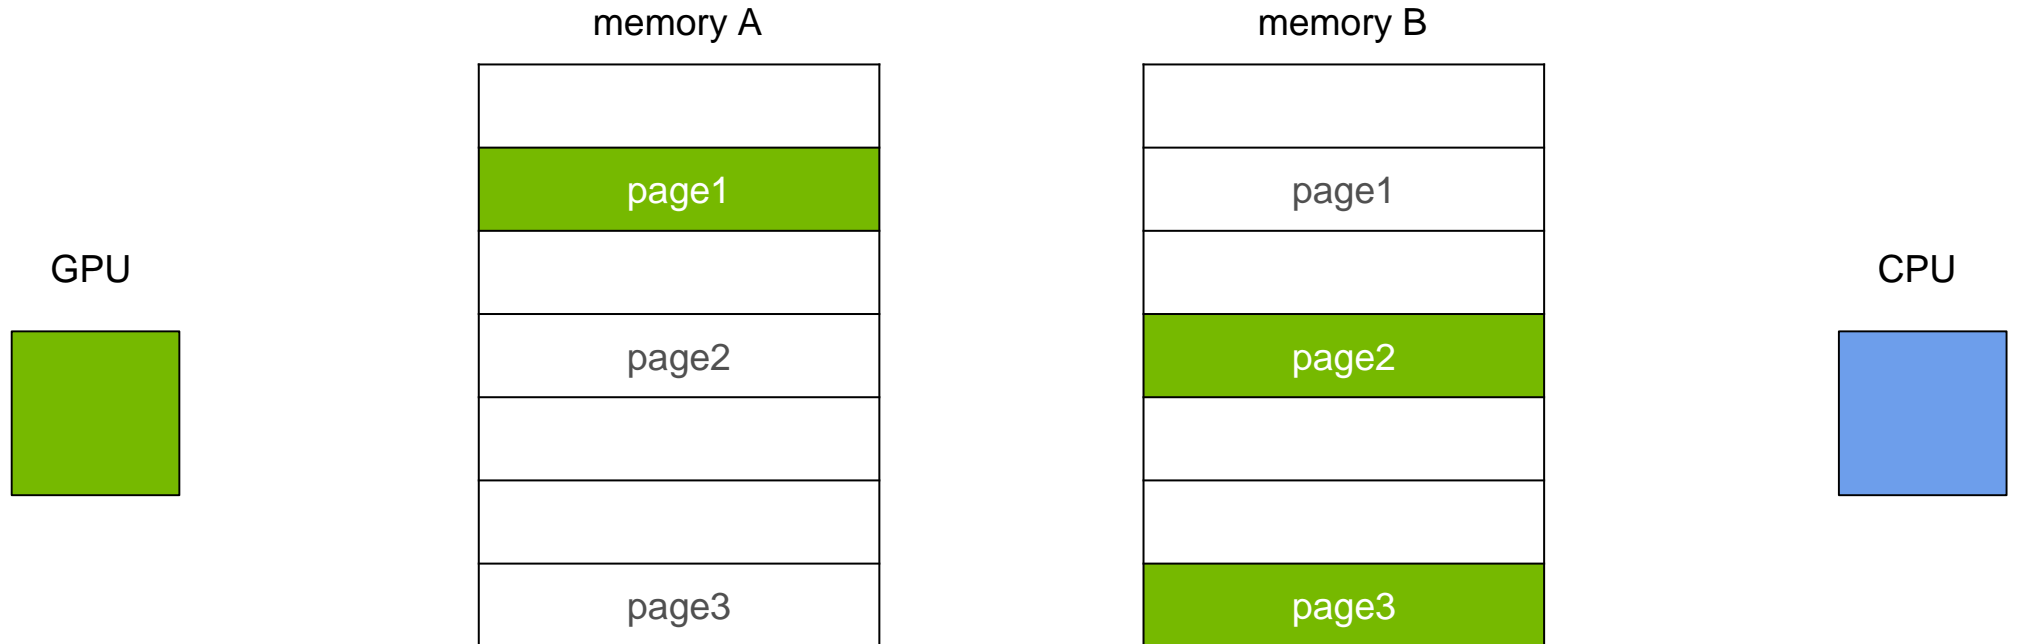 memory A
memory B
page1
page1
GPU
CPU
page2
page2
page3
page3